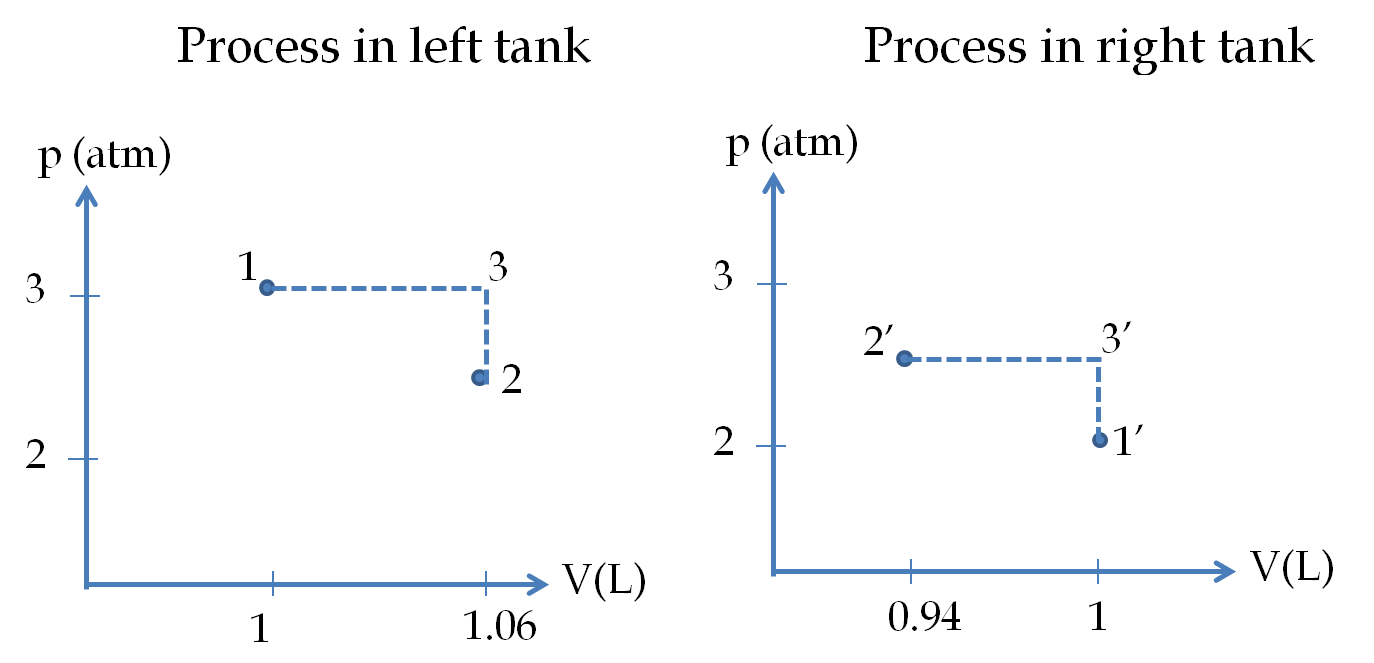 Process in left tank
p (atm)
1
3
3
2
2
V(L)
1
1.06
Process in right tank
p (atm)
3
2′
3′
2
1′
V(L)
0.94
1